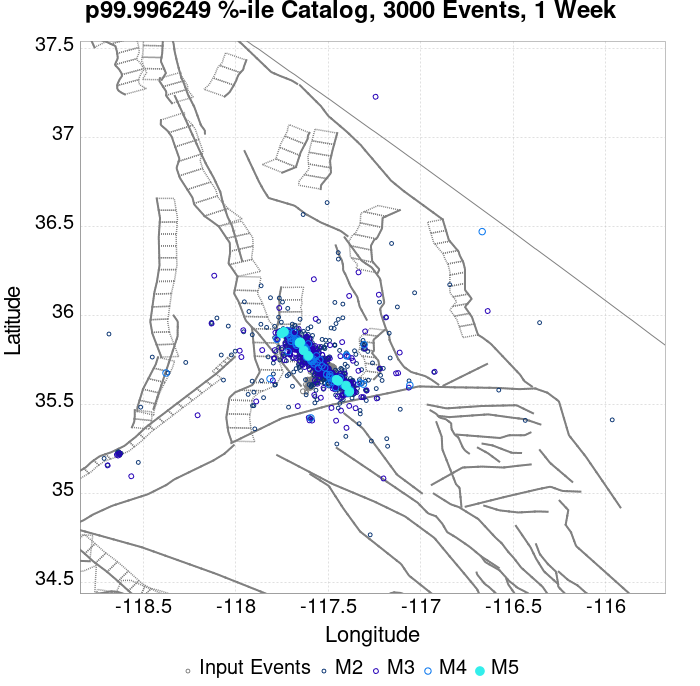 p99.996249 %-ile Catalog, 3000 Events, 1 Week
37.5
37
36.5
36
35.5
35
34.5
Latitude
-118.5 -118 -117.5 -117 -116.5 -116
Longitude
Input Events M2 M3 M4 M5